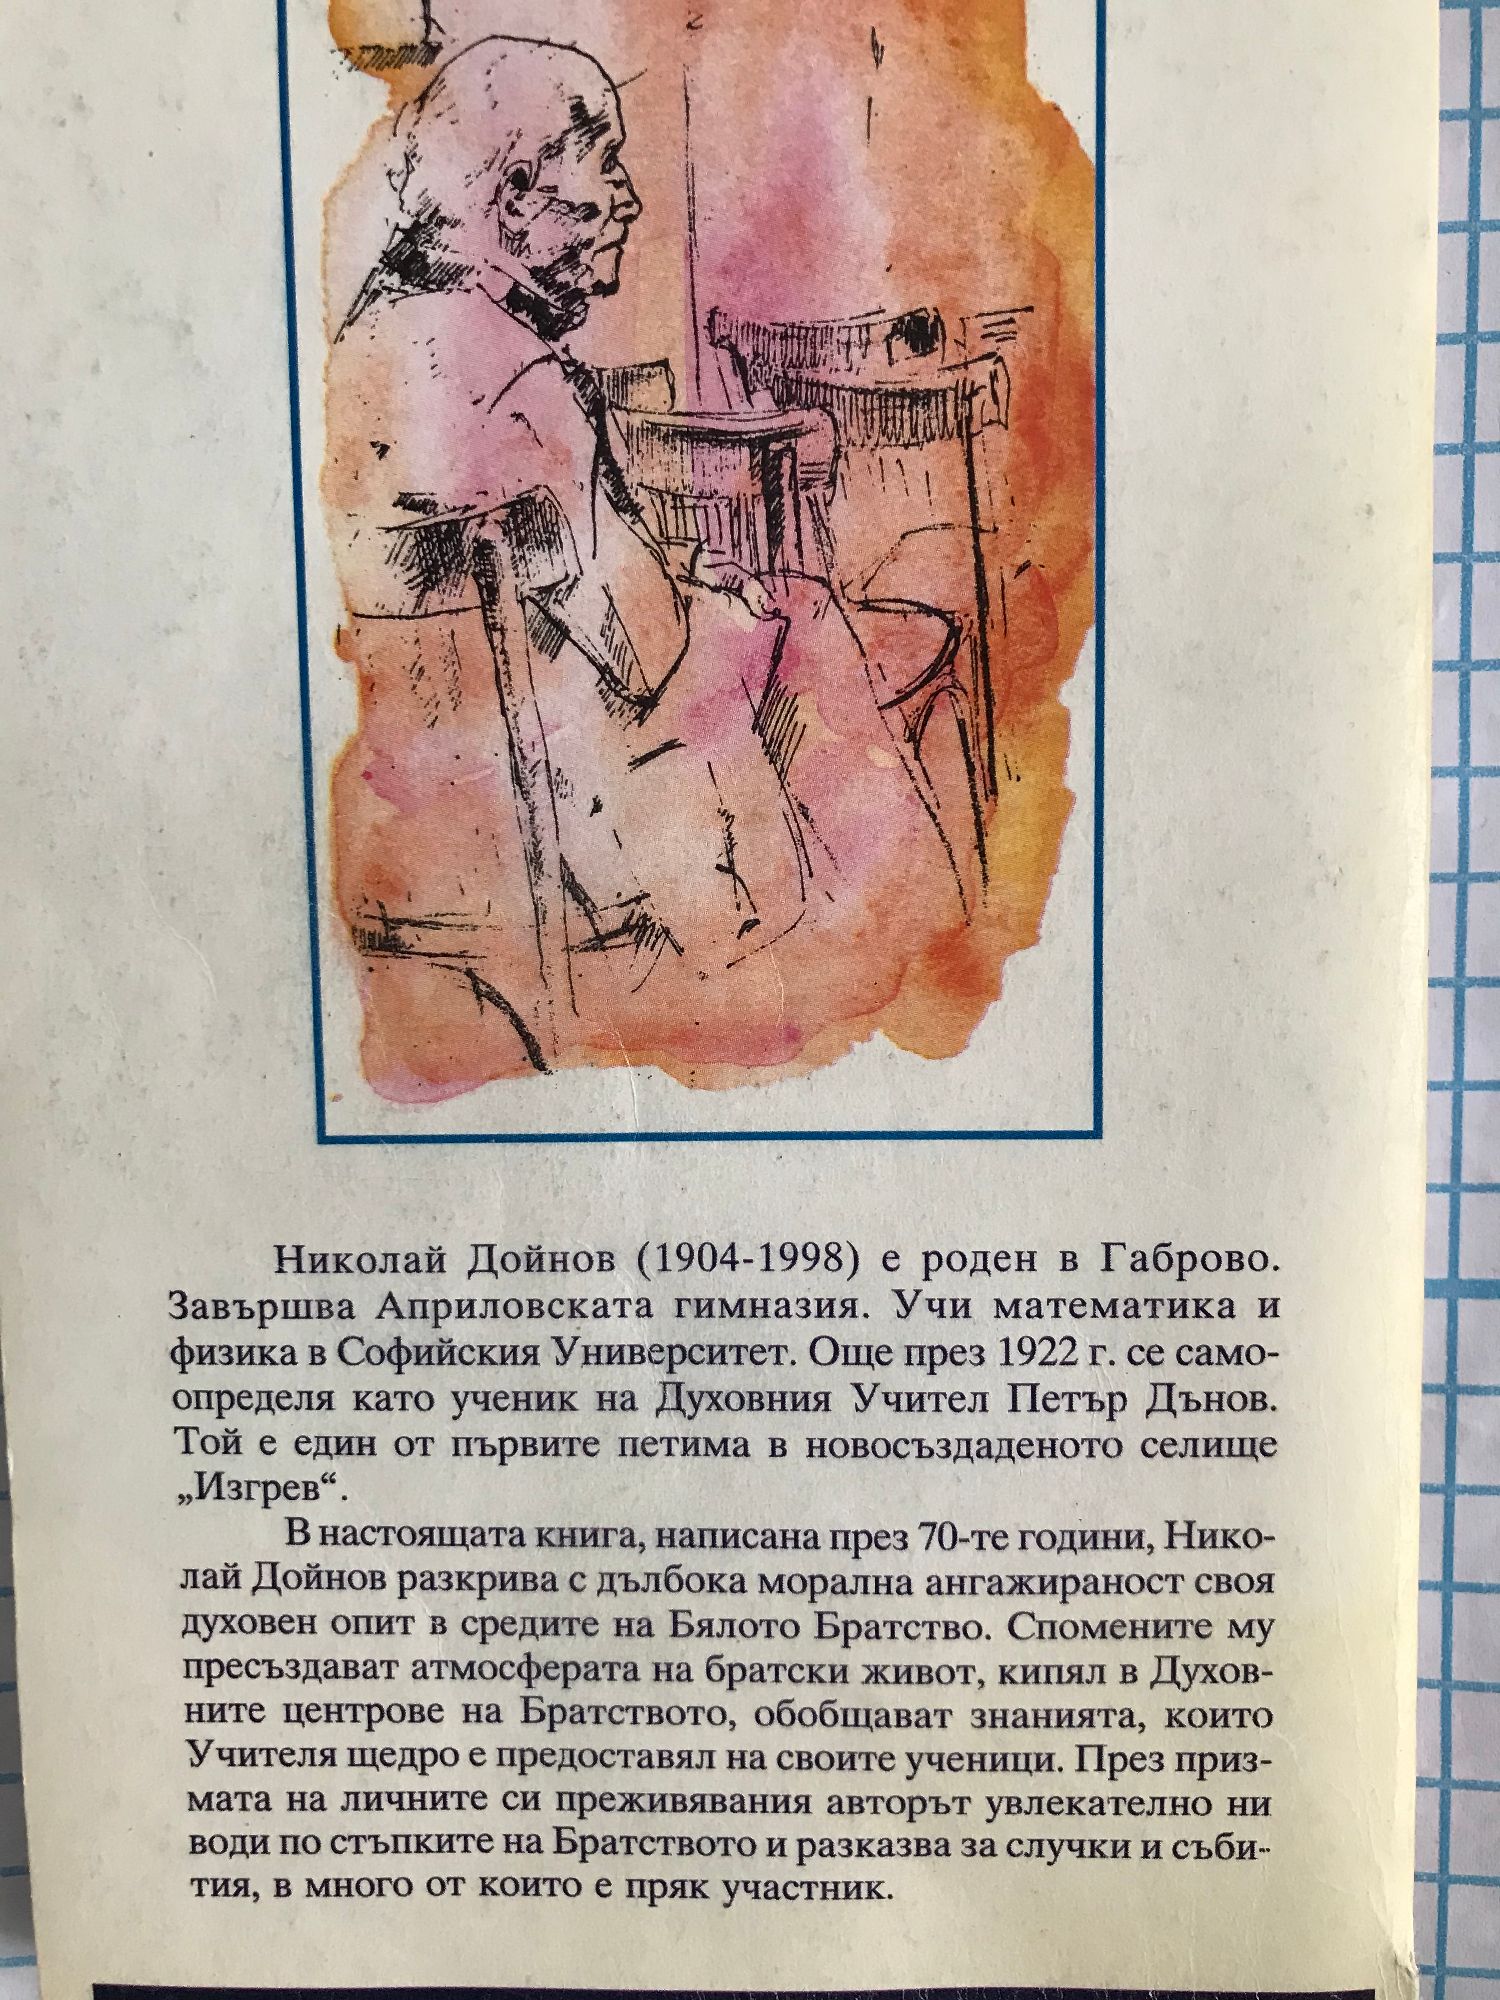 Николай Дойнов (1904-1998) е роден в Габрово.
Завършва Априловската гимназия. Учи математика и
физика в Софийския Университет. Още през 1922 г. се само-
определя като ученик на Духовния Учител Петър Дънов.
Той е един от първите петима в новосъздаденото селище
„Изгрев“.
В настоящата книга, написана през 70-те години, Нико-
лай Дойнов разкрива с дълбока морална ангажираност своя
духовен опит в средите на Бялото Братство. Спомените му
пресъздават атмосферата на братски живот, кипял в Духов-
ните центрове на Братството, обобщават знанията, които
Учителя щедро е предоставял на своите ученици. През приз-
мата на личните си преживявания авторът увлекателно ни
води по стъпките на Братството и разказва за случки и съби-
тия, в много от които е пряк участник.